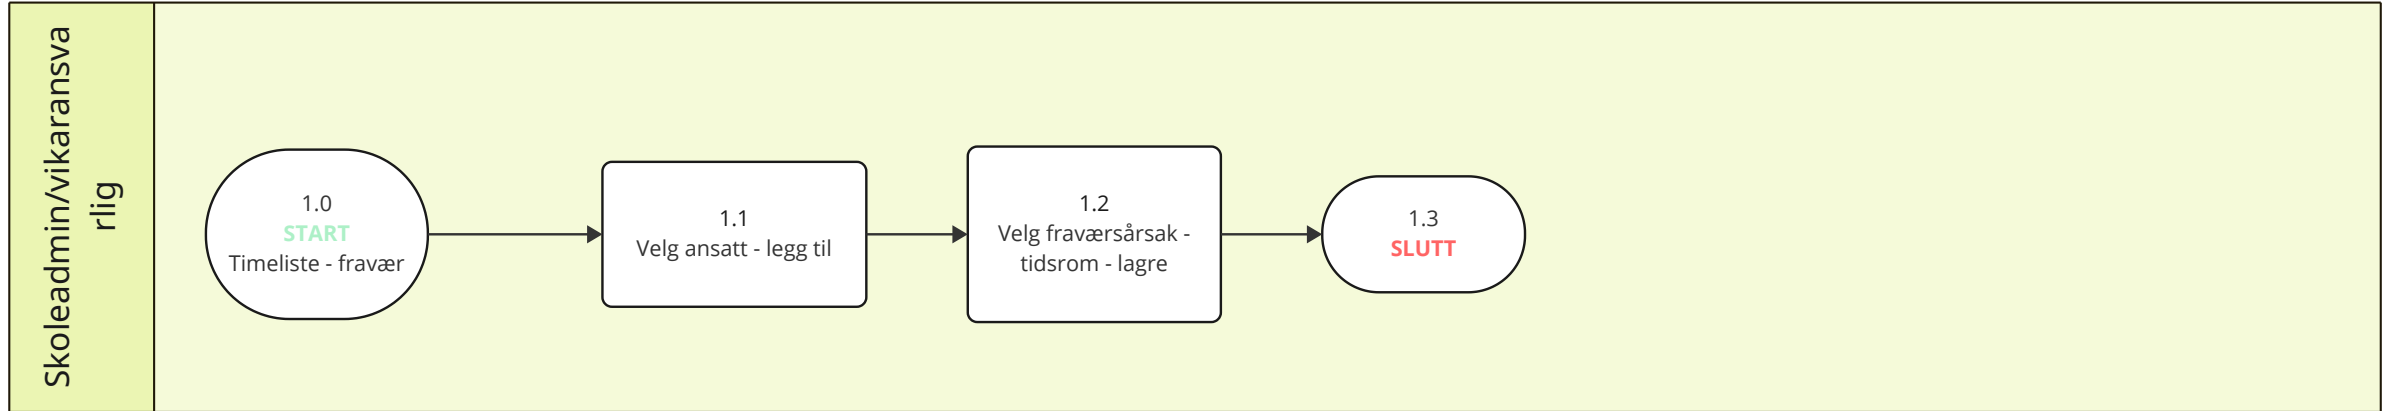 Skoleadmin/vikaransva
rlig
1.0
START
Timeliste - fravær
1.1
Velg ansatt - legg til
1.2
Velg fraværsårsak -
tidsrom - lagre
1.3
SLUTT